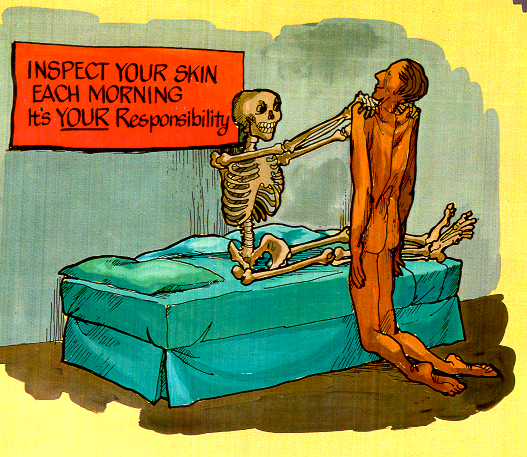 INSPECT YOUR SKIN
EACH MORNING
It's YOUR Responsibility